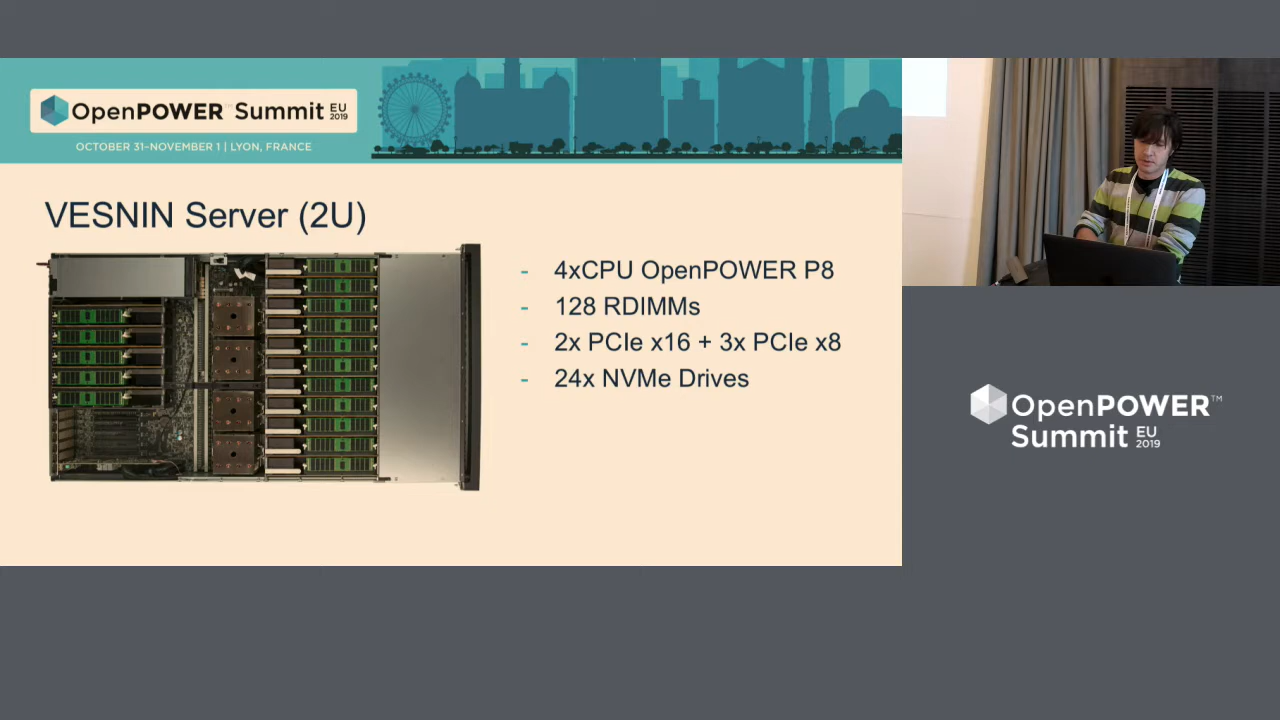 OpenPOWER™ Summit EU 2019
OCTOBER 31-NOVEMBER 1 | LYON, FRANCE
VESNIN Server (2U)
- 4xCPU OpenPOWER P8
- 128 RDIMMs
- 2x PCIe x16 + 3x PCIe x8
- 24x NVMe Drives
OpenPOWER™
Summit EU 2019